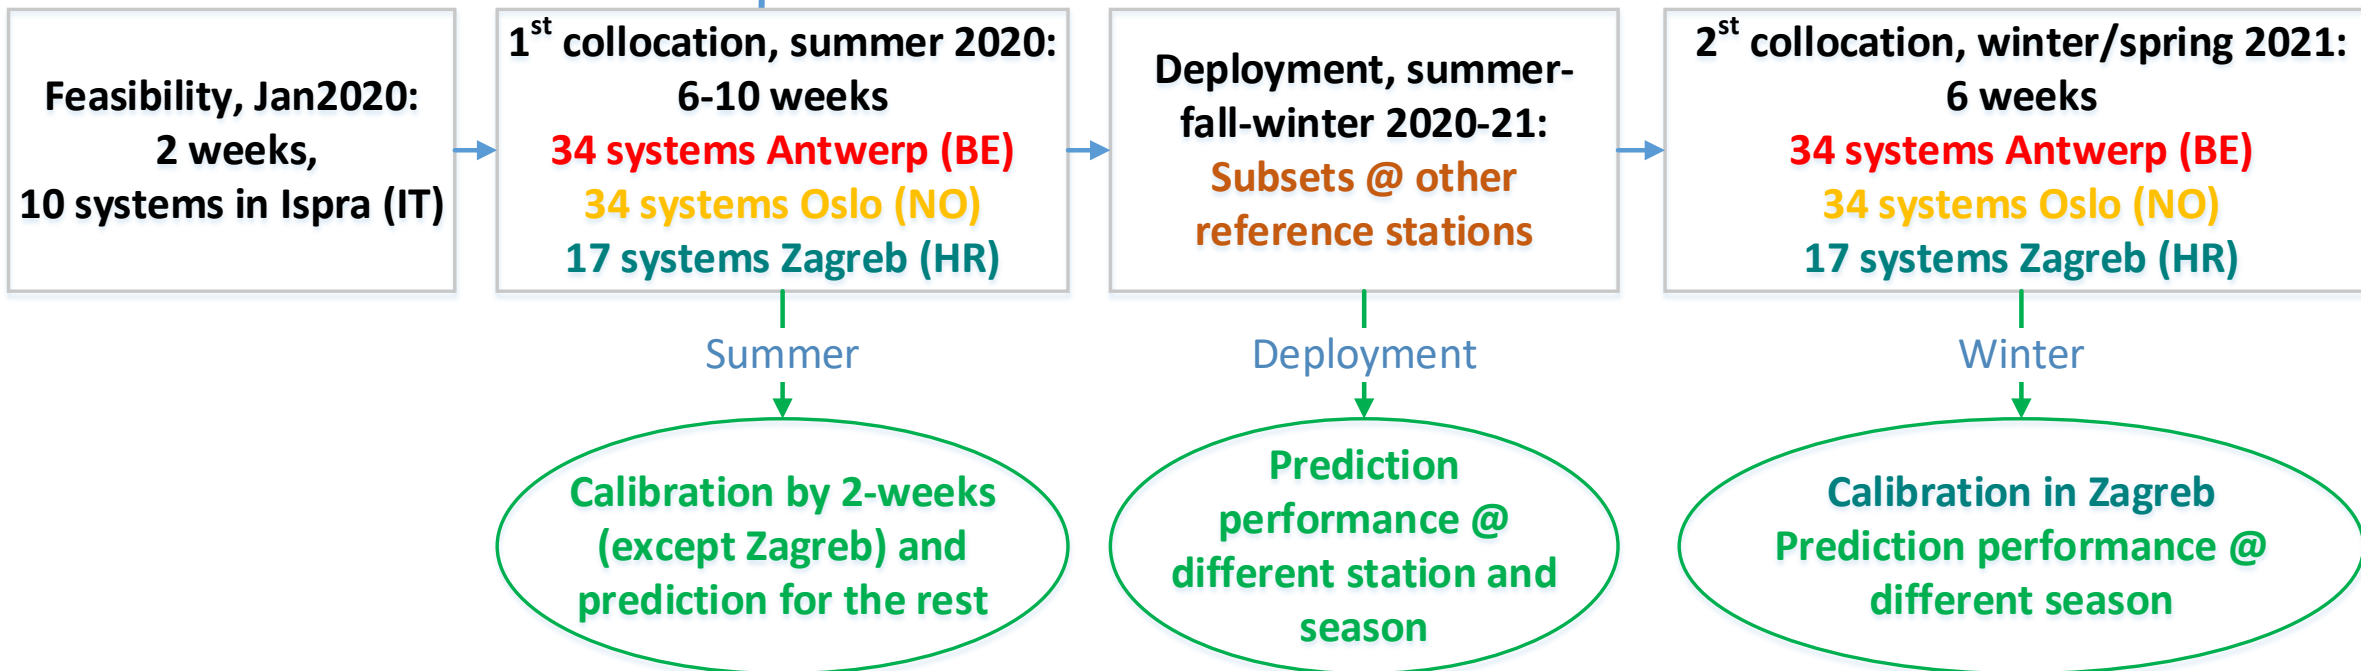 Feasibility, Jan2020:
2 weeks,
10 systems in Ispra (IT)
1st collocation, summer 2020:
6-10 weeks
34 systems Antwerp (BE)
34 systems Oslo (NO)
17 systems Zagreb (HR)
Deployment, summer-
fall-winter 2020-21:
Subsets @ other
reference stations
2st collocation, winter/spring 2021:
6 weeks
34 systems Antwerp (BE)
34 systems Oslo (NO)
17 systems Zagreb (HR)
Summer
Deployment
Winter
Calibration by 2-weeks
(except Zagreb) and
prediction for the rest
Prediction
performance @
different station and
season
Calibration in Zagreb
Prediction performance @
different season